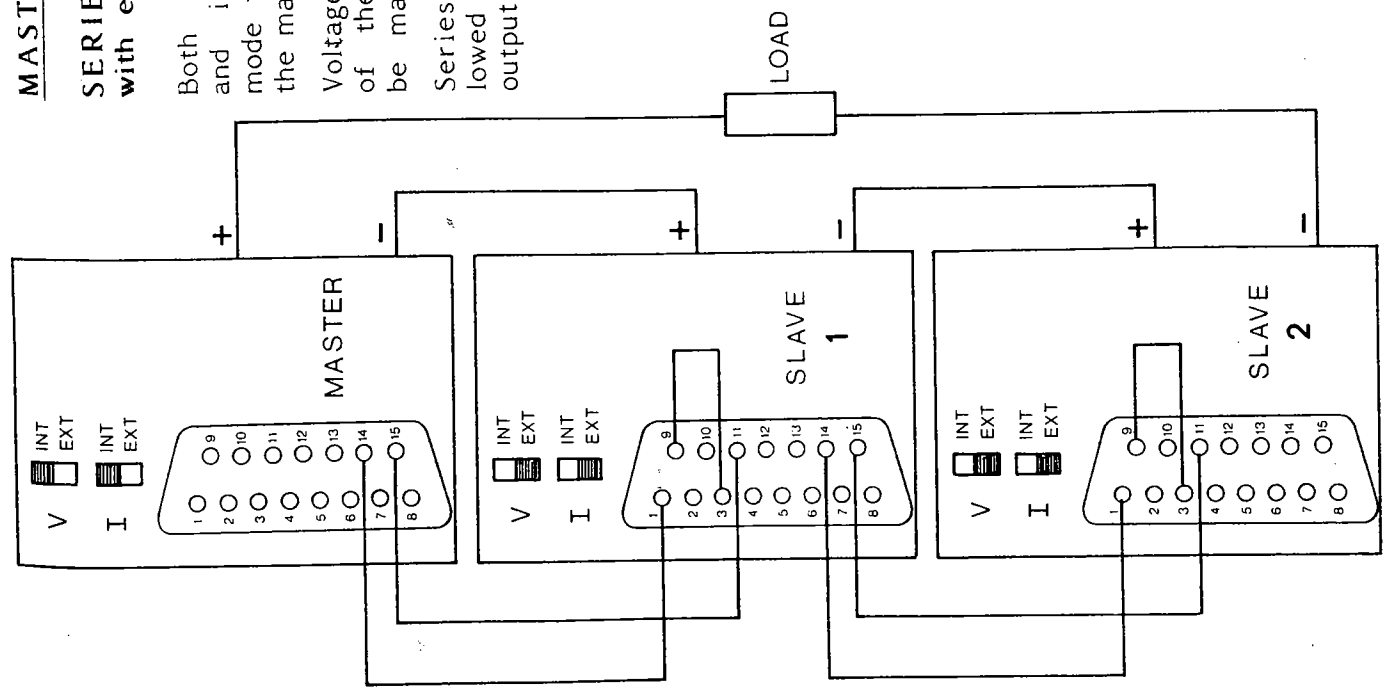 MAST
SERIE
with e
Both
and i
mode
the ma
Voltage
of the
be ma
Series
lowed
output
LOAD
+
−
V
INT
EXT
I
INT
EXT
MASTER
1
2
3
4
5
6
7
8
9
10
11
12
13
14
15
+
−
V
INT
EXT
I
INT
EXT
SLAVE
1
1
2
3
4
5
6
7
8
9
10
11
12
13
14
15
+
−
V
INT
EXT
I
INT
EXT
SLAVE
2
1
2
3
4
5
6
7
8
9
10
11
12
13
14
15